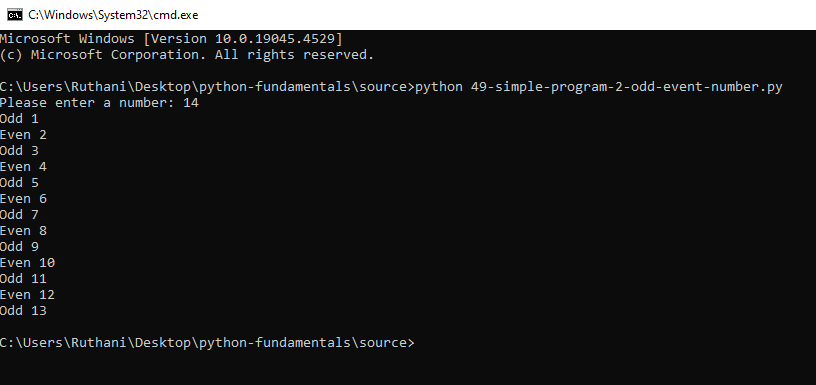 C:\Windows\System32\cmd.exe
Microsoft Windows [Version 10.0.19045.4529]
(c) Microsoft Corporation. All rights reserved.
C:\Users\Ruthani\Desktop\python-fundamentals\source>python 49-simple-program-2-odd-event-number.py
Please enter a number: 14
Odd 1
Even 2
Odd 3
Even 4
Odd 5
Even 6
Odd 7
Even 8
Odd 9
Even 10
Odd 11
Even 12
Odd 13
C:\Users\Ruthani\Desktop\python-fundamentals\source>